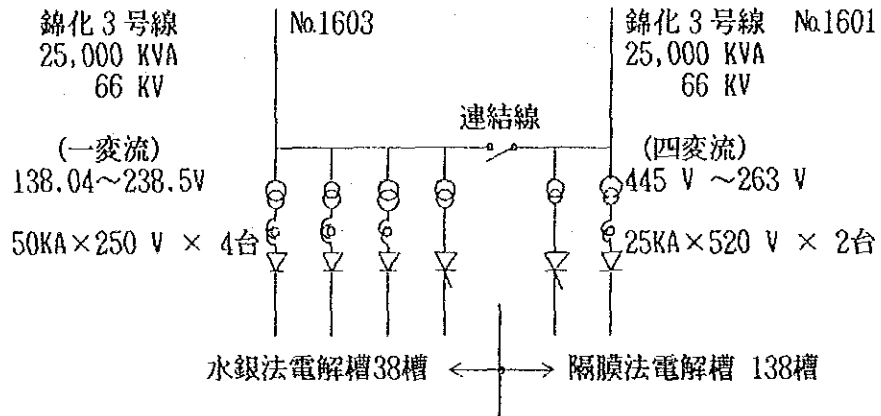 錦化3号線
25,000 KVA
66 KV
No.1603
錦化3号線 No.1601
25,000 KVA
66 KV
連結線
(一変流)
138.04～238.5V
(四変流)
445 V ～263 V
50KA×250 V × 4台
25KA×520 V × 2台
水銀法電解槽38槽
隔膜法電解槽 138槽